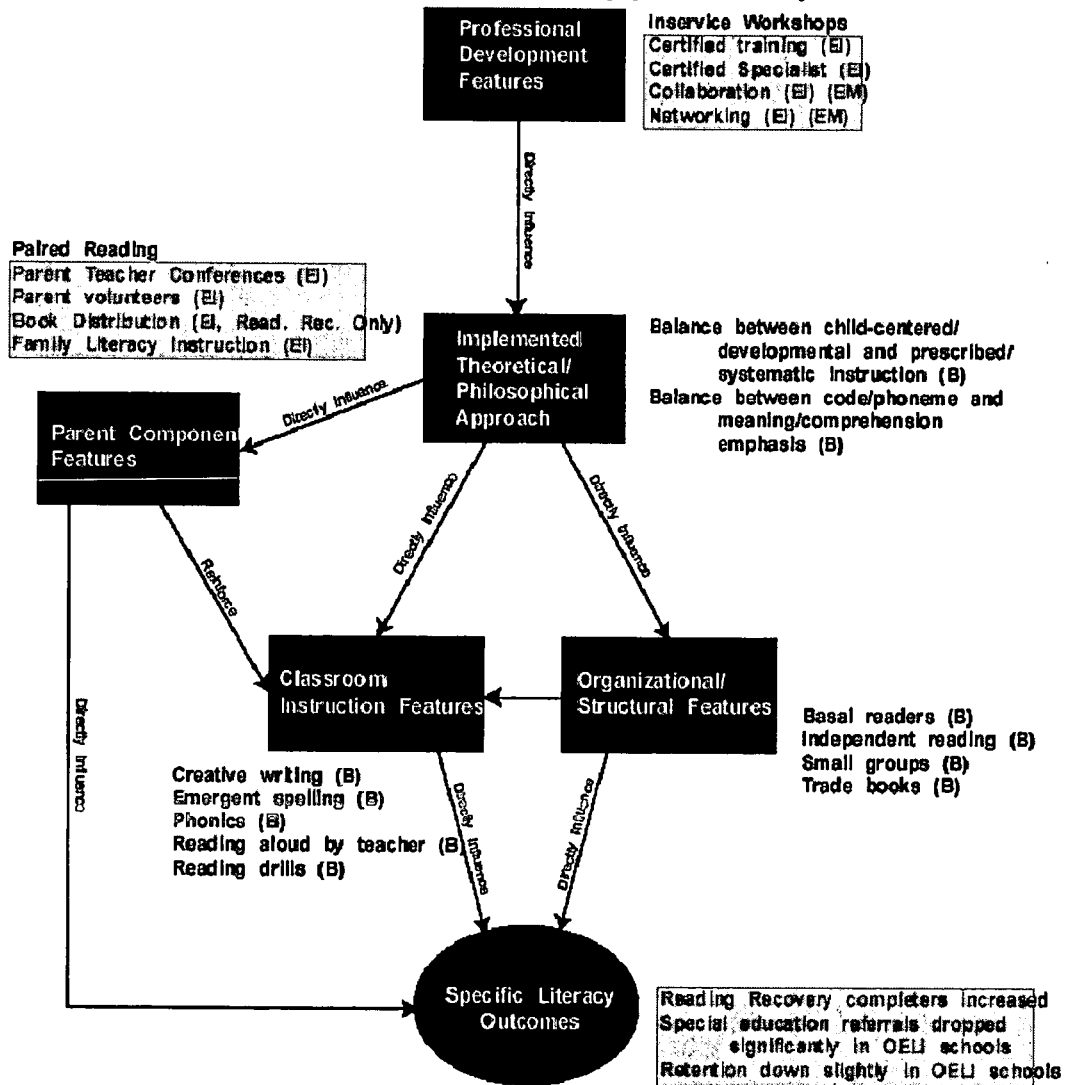 Professional
Development
Features
Inservice Workshops
Certified training (EI)
Certified Specialist (EI)
Collaboration (EI) (EM)
Networking (EI) (EM)
Directly Influence
Paired Reading
Parent Teacher Conferences (EI)
Parent volunteers (EI)
Book Distribution (EI, Read. Rec. Only)
Family Literacy Instruction (EI)
Implemented
Theoretical/
Philosophical
Approach
Balance between child-centered/
developmental and prescribed/
systematic instruction (B)
Balance between code/phoneme and
meaning/comprehension
emphasis (B)
Directly Influence
Parent Componen
Features
Directly Influence
Directly Influence
Reinforce
Classroom
Instruction Features
Organizational/
Structural Features
Basal readers (B)
Independent reading (B)
Small groups (B)
Trade books (B)
Directly Influence
Creative writing (B)
Emergent spelling (B)
Phonics (B)
Reading aloud by teacher (B)
Reading drills (B)
Directly Influence
Directly Influence
Specific Literacy
Outcomes
Reading Recovery completers increased
Special education referrals dropped
significantly in OELI schools
Retention down slightly in OELI schools